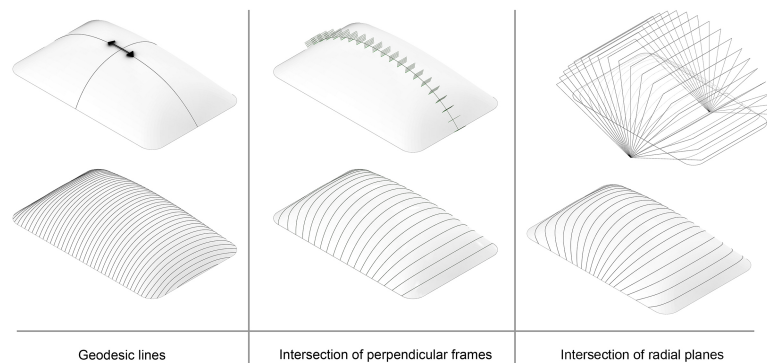 Geodesic lines
Intersection of perpendicular frames
Intersection of radial planes